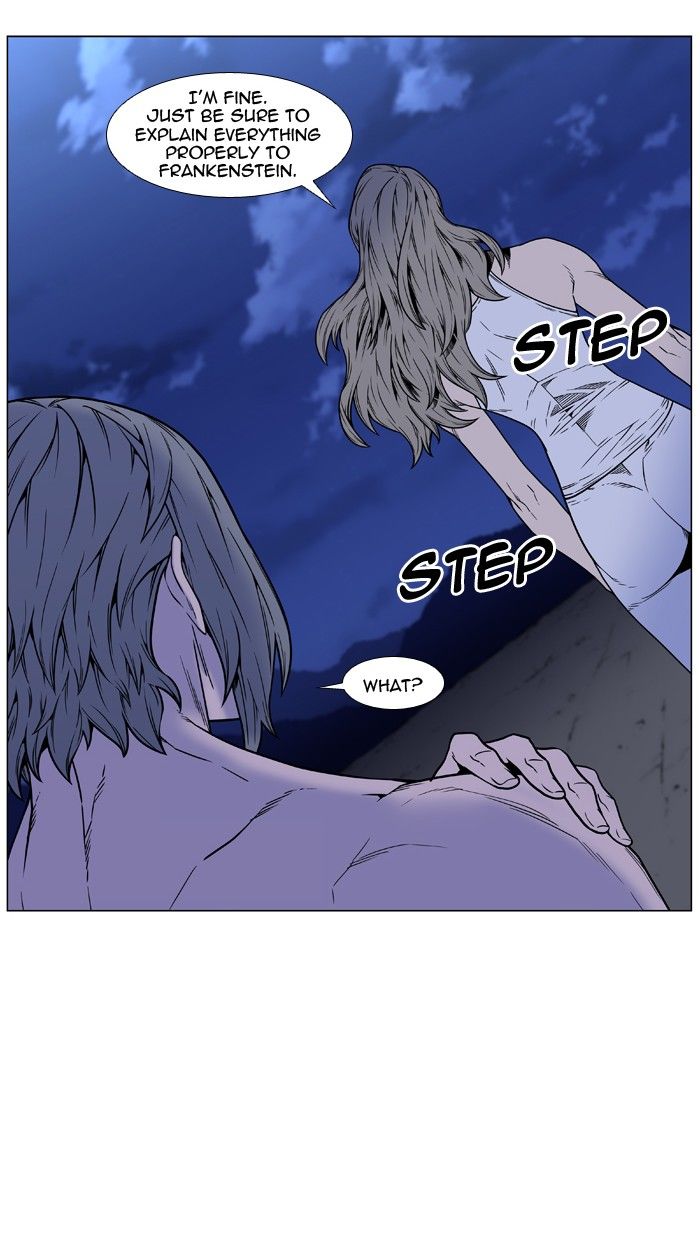 I'M FINE.
JUST BE SURE TO
EXPLAIN EVERYTHING
PROPERLY TO
FRANKENSTEIN.
STEP
STEP
WHAT?